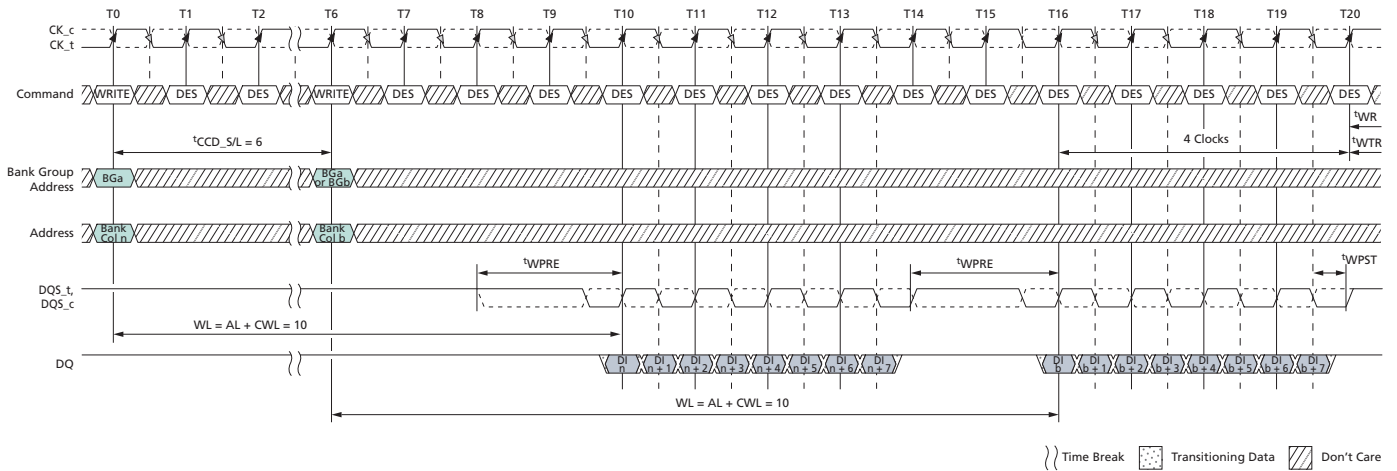 T0 T1 T2 T6 T7 T8 T9 T10 T11 T12 T13 T14 T15 T16 T17 T18 T19 T20
CK_c
CK_t
Command WRITE DES DES WRITE DES DES DES DES DES DES DES DES DES DES DES DES DES DES
tWR
tCCD_S/L = 6 4 Clocks tWTR
Bank Group
Address
BGa
BGa
or BGb
Address
Bank
Col n
Bank
Col b
tWPRE tWPRE tWPST
DQS_t,
DQS_c
WL = AL + CWL = 10
DQ
DI
n
DI
n + 1
DI
n + 2
DI
n + 3
DI
n + 4
DI
n + 5
DI
n + 6
DI
n + 7
DI
b
DI
b + 1
DI
b + 2
DI
b + 3
DI
b + 4
DI
b + 5
DI
b + 6
DI
b + 7
WL = AL + CWL = 10
Time Break Transitioning Data Don't Care